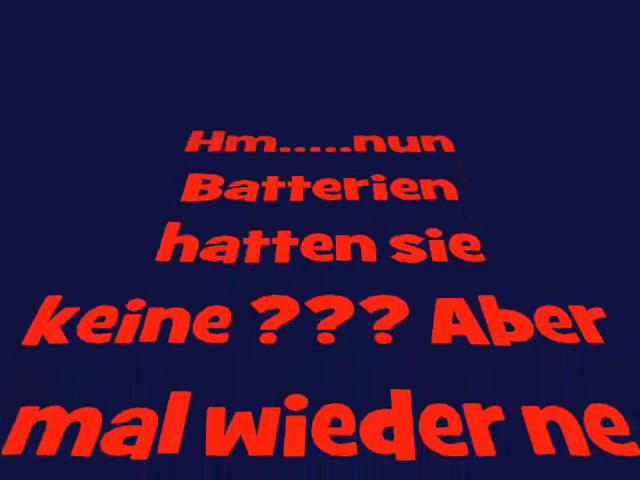 Hm.....nun
Batterien
hatten sie
keine ??? Aber
mal wieder ne